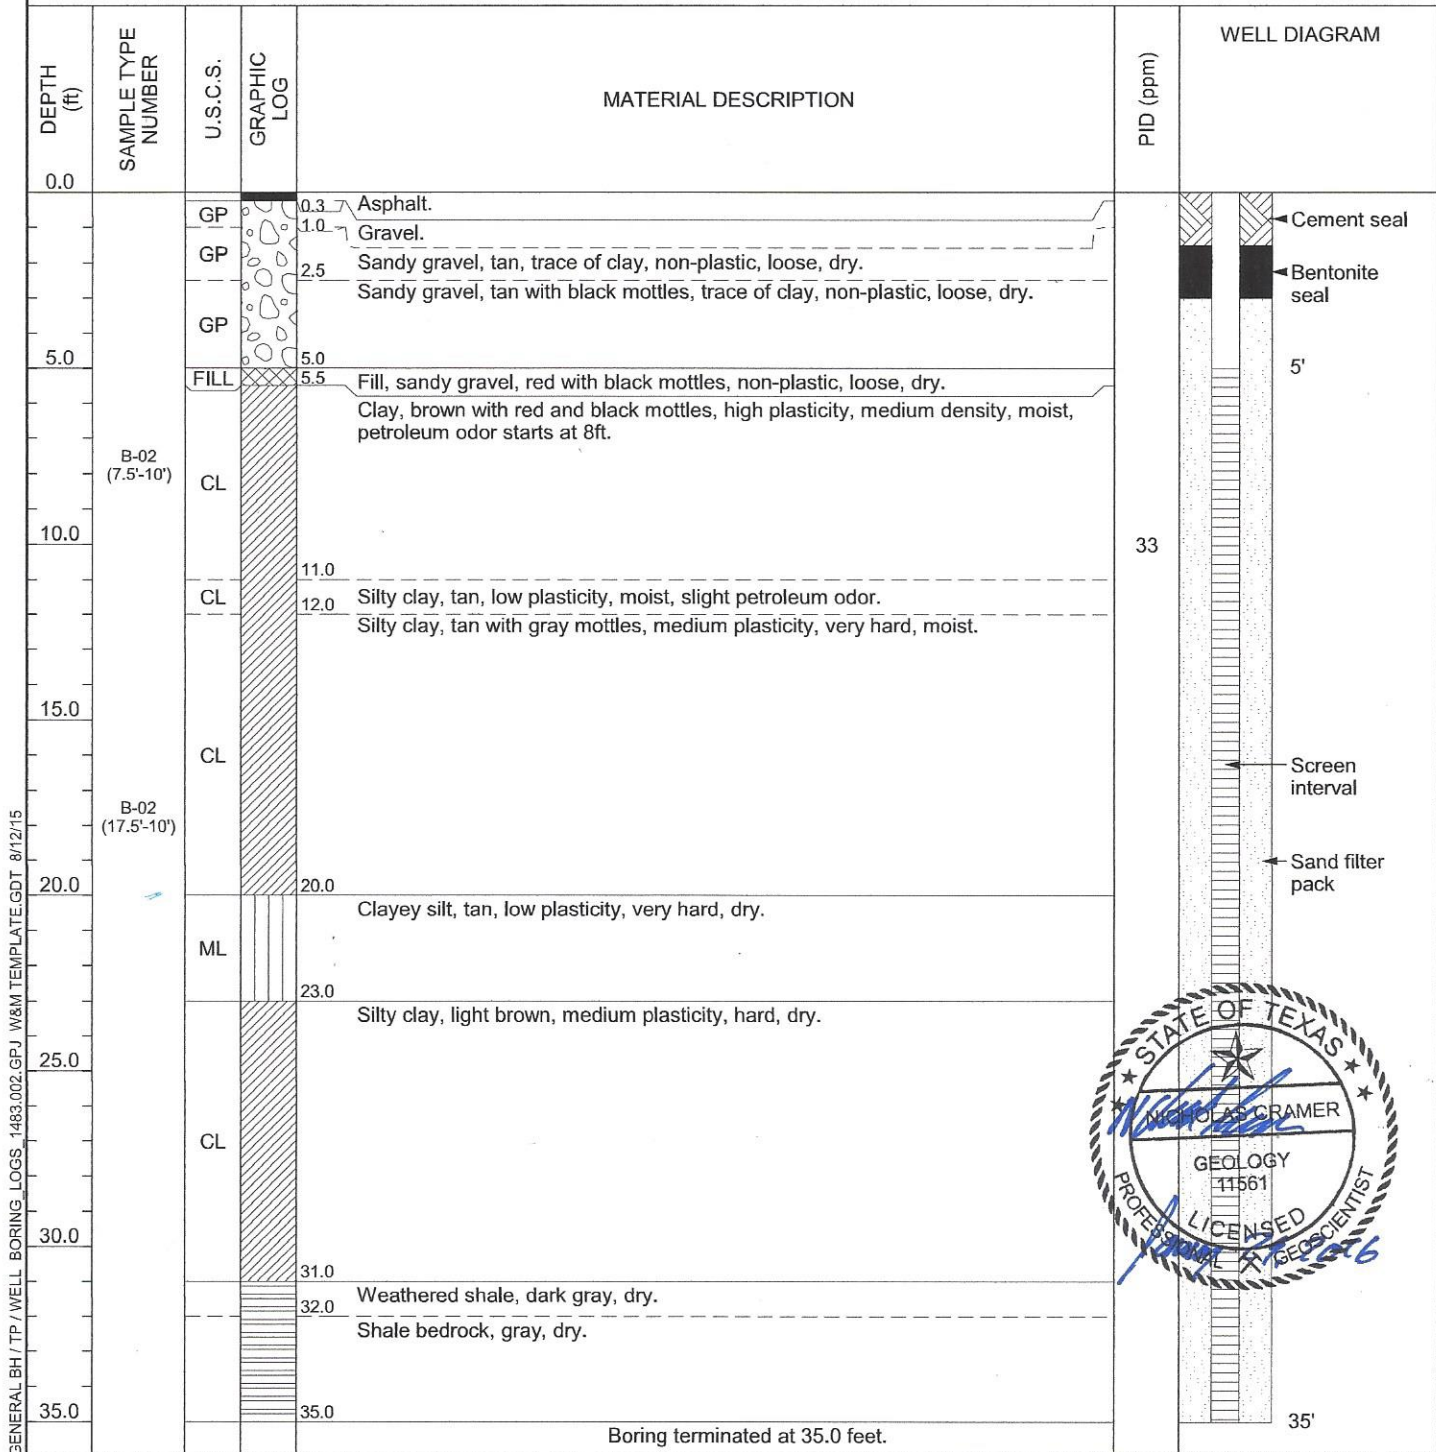 DEPTH
(ft)
SAMPLE TYPE
NUMBER
U.S.C.S.
GRAPHIC
LOG
MATERIAL DESCRIPTION
PID (ppm)
WELL DIAGRAM
0.0
GP
0.3 Asphalt.
1.0 Gravel.
Cement seal
GP
Sandy gravel, tan, trace of clay, non-plastic, loose, dry.
2.5
Bentonite
seal
Sandy gravel, tan with black mottles, trace of clay, non-plastic, loose, dry.
GP
5.0
5.0
5'
FILL
5.5
Fill, sandy gravel, red with black mottles, non-plastic, loose, dry.
Clay, brown with red and black mottles, high plasticity, medium density, moist,
petroleum odor starts at 8ft.
B-02
(7.5'-10')
CL
10.0
33
11.0
CL
Silty clay, tan, low plasticity, moist, slight petroleum odor.
12.0
Silty clay, tan with gray mottles, medium plasticity, very hard, moist.
15.0
CL
Screen
interval
B-02
(17.5'-10')
Sand filter
pack
20.0
20.0
Clayey silt, tan, low plasticity, very hard, dry.
ML
23.0
Silty clay, light brown, medium plasticity, hard, dry.
25.0
CL
30.0
31.0
Weathered shale, dark gray, dry.
32.0
Shale bedrock, gray, dry.
35.0
35.0
35'
Boring terminated at 35.0 feet.
STATE OF TEXAS
NICHOLAS CRAMER
GEOLOGY
11561
LICENSED
PROFESSIONAL GEOSCIENTIST
GENERAL BH / TP / WELL BORING_LOGS_1483.002.GPJ W&M TEMPLATE.GDT 8/12/15